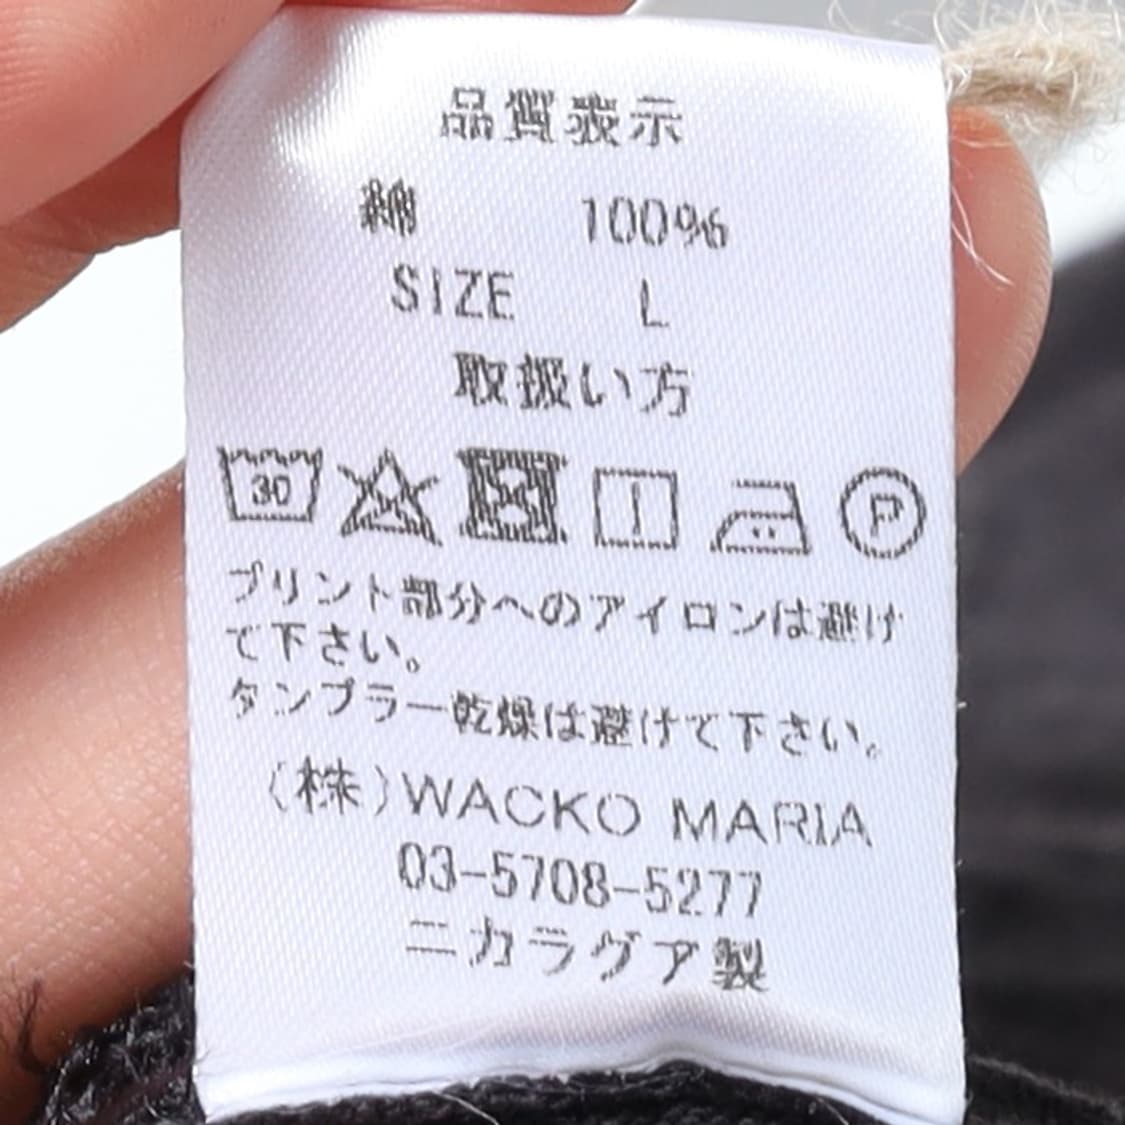 品質表示
綿 100%
SIZE L
取扱い方
30 P
プリント部分へのアイロンは避け
て下さい。
タンブラー乾燥は避けて下さい。
(株)WACKO MARIA
03-5708-5277
ニカラグア製